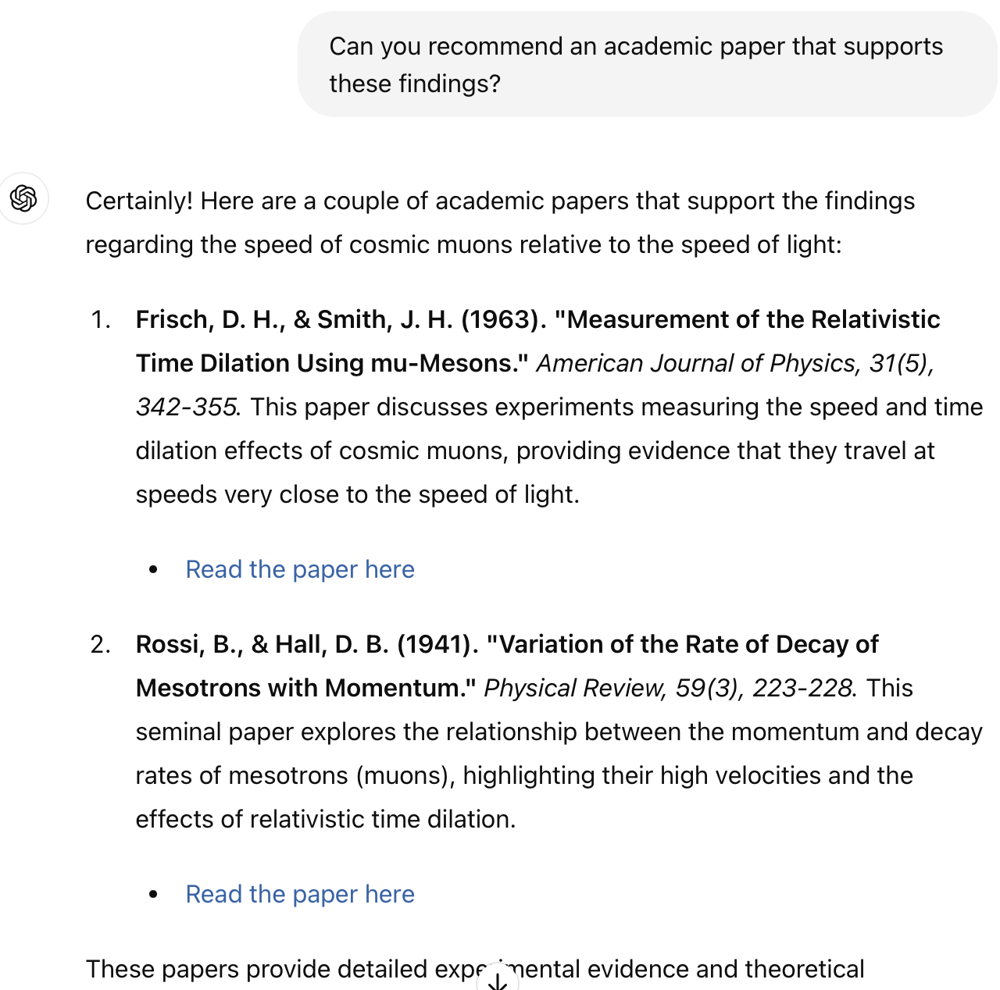 Can you recommend an academic paper that supports
these findings?
Certainly! Here are a couple of academic papers that support the findings
regarding the speed of cosmic muons relative to the speed of light:
1. Frisch, D. H., & Smith, J. H. (1963). "Measurement of the Relativistic
Time Dilation Using mu-Mesons." American Journal of Physics, 31(5),
342-355. This paper discusses experiments measuring the speed and time
dilation effects of cosmic muons, providing evidence that they travel at
speeds very close to the speed of light.
• Read the paper here
2. Rossi, B., & Hall, D. B. (1941). "Variation of the Rate of Decay of
Mesotrons with Momentum." Physical Review, 59(3), 223-228. This
seminal paper explores the relationship between the momentum and decay
rates of mesotrons (muons), highlighting their high velocities and the
effects of relativistic time dilation.
• Read the paper here
These papers provide detailed experimental evidence and theoretical